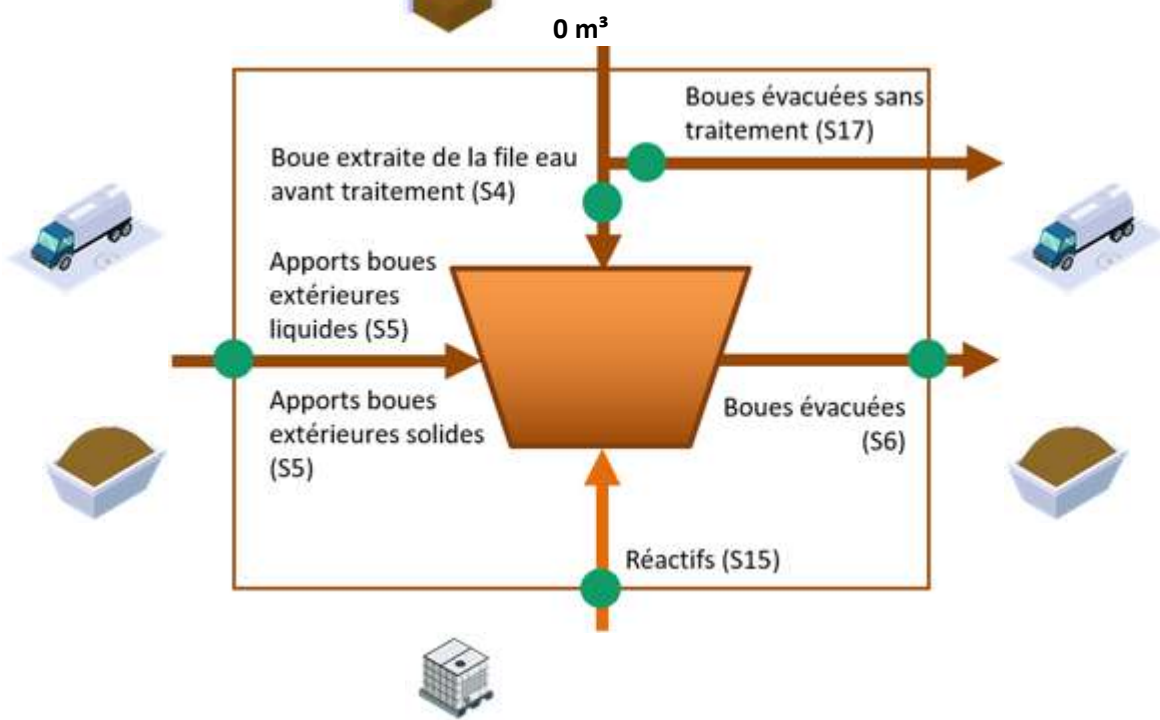 0 m³
Boues évacuées sans
traitement (S17)
Boue extraite de la file eau
avant traitement (S4)
Apports boues
extérieures
liquides (S5)
Apports boues
extérieures solides
(S5)
Boues évacuées
(S6)
Réactifs (S15)